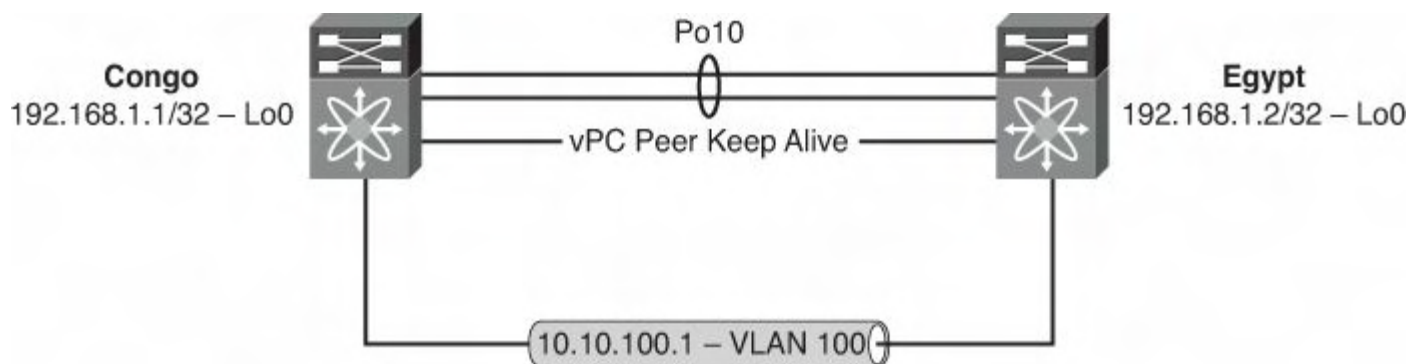 Po10
Congo
192.168.1.1/32 – Lo0
Egypt
192.168.1.2/32 – Lo0
vPC Peer Keep Alive
10.10.100.1 – VLAN 100